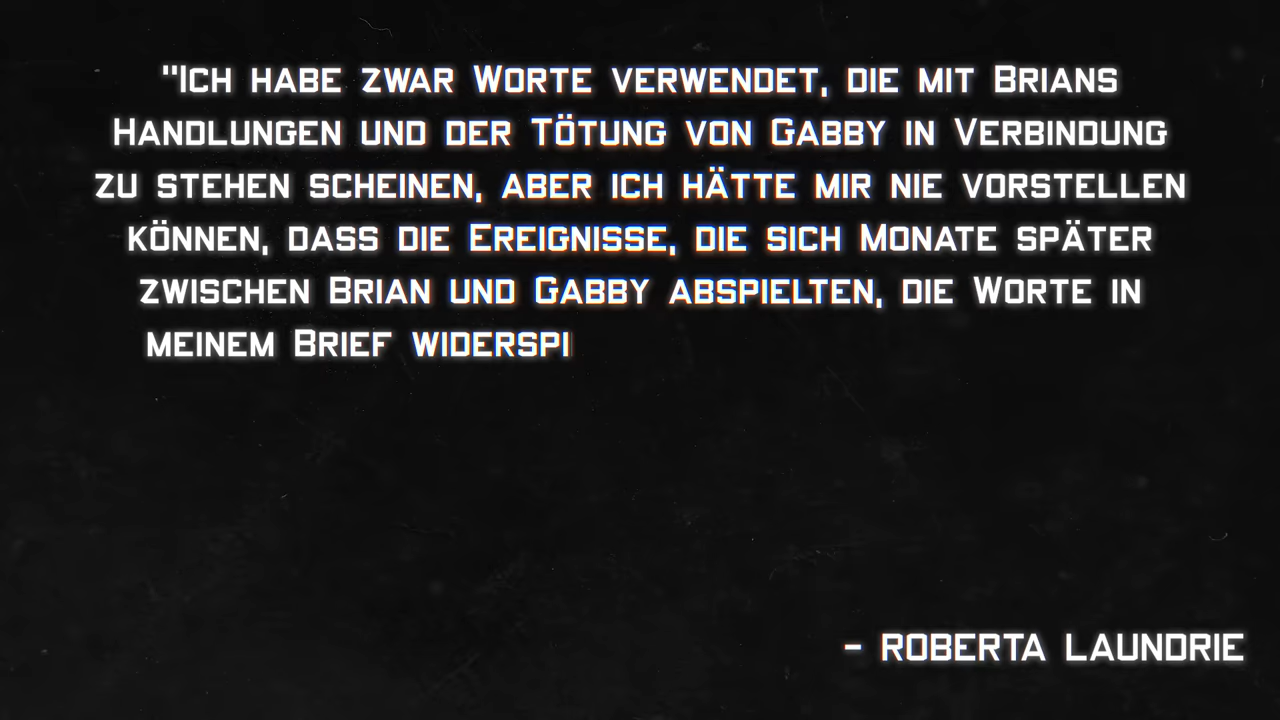 "Ich habe zwar Worte verwendet, die mit Brians
Handlungen und der Tötung von Gabby in Verbindung
zu stehen scheinen, aber ich hätte mir nie vorstellen
können, dass die Ereignisse, die sich Monate später
zwischen Brian und Gabby abspielten, die Worte in
meinem Brief widerspi
- ROBERTA LAUNDRIE